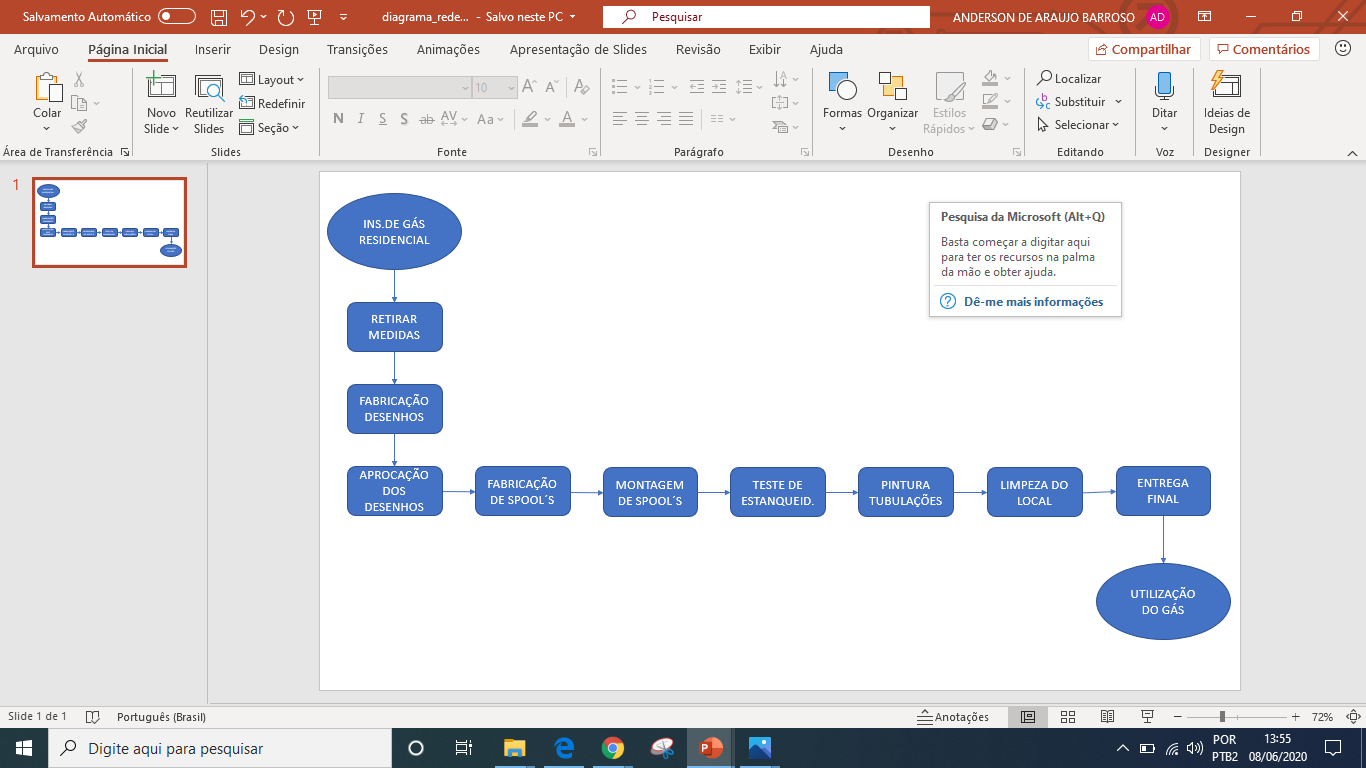 Salvamento Automático
diagrama_rede... - Salvo neste PC
Pesquisar
ANDERSON DE ARAUJO BARROSO
AD
Arquivo
Página Inicial
Inserir
Design
Transições
Animações
Apresentação de Slides
Revisão
Exibir
Ajuda
Compartilhar
Comentários
Colar
Área de Transferência
Novo
Slide
Reutilizar
Slides
Layout
Redefinir
Seção
Slides
10
N I S S ab AV Aa A
Fonte
Parágrafo
Formas
Organizar
Estilos
Rápidos
Desenho
Localizar
Substituir
Selecionar
Editando
Ditar
Voz
Ideias de
Design
Designer
1
INS.DE GÁS
RESIDENCIAL
RETIRAR
MEDIDAS
FABRICAÇÃO
DESENHOS
APROCAÇÃO
DOS
DESENHOS
FABRICAÇÃO
DE SPOOL´S
MONTAGEM
DE SPOOL´S
TESTE DE
ESTANQUEID.
PINTURA
TUBULAÇÕES
LIMPEZA DO
LOCAL
ENTREGA
FINAL
UTILIZAÇÃO
DO GÁS
Pesquisa da Microsoft (Alt+Q)
Basta começar a digitar aqui
para ter os recursos na palma
da mão e obter ajuda.
Dê-me mais informações
Slide 1 de 1
Português (Brasil)
Anotações
72%
Digite aqui para pesquisar
POR
PTB2
13:55
08/06/2020